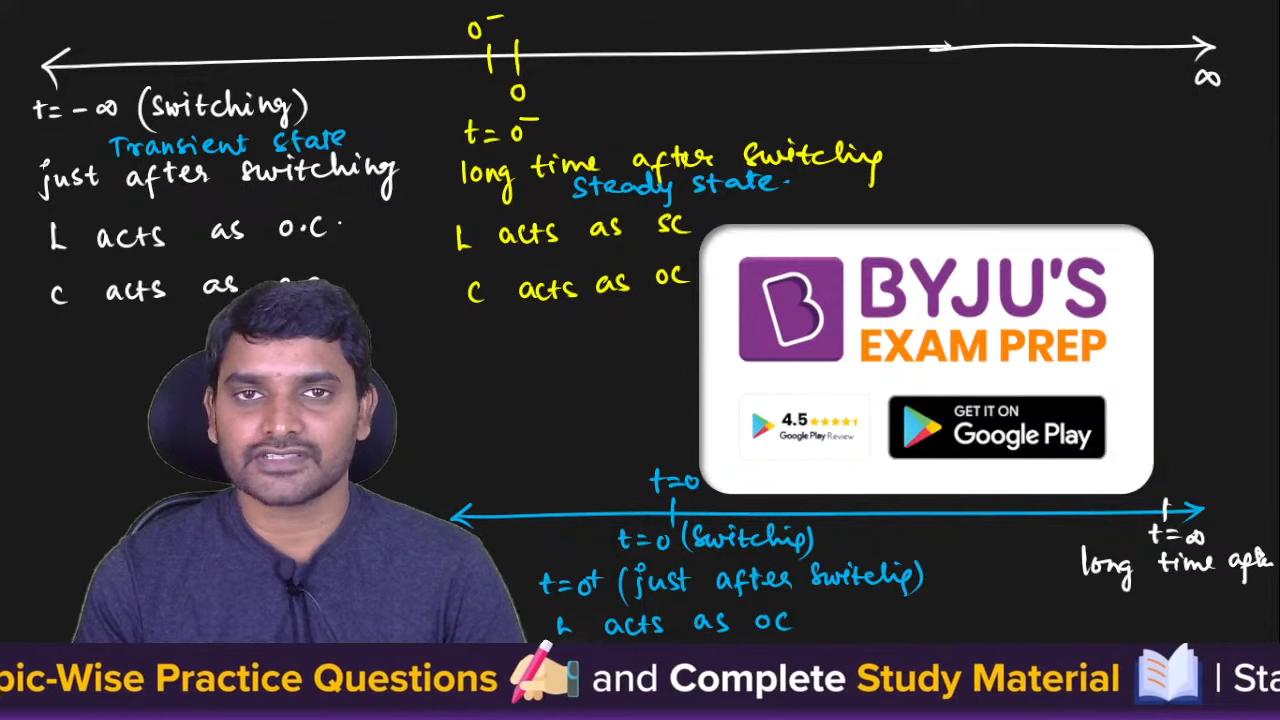 0⁻
0
∞
t = -∞ (switching)
Transient state
just after switching
L acts as O.C.
C acts as
t = 0⁻
long time after switching
steady state.
L acts as SC
C acts as OC
BYJU'S
EXAM PREP
4.5
Google Play Review
GET IT ON
Google Play
t=0
t=0 (switching)
t=0⁺ (just after switching)
L acts as OC
t=∞
long time after
pic-Wise Practice Questions and Complete Study Material | Sta